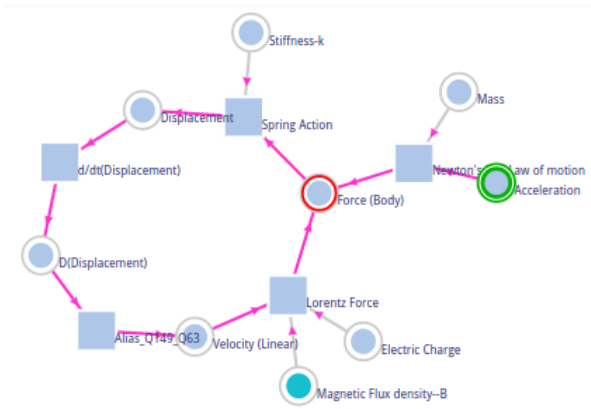 Stiffness-k
Mass
Displacement
Spring Action
d/dt(Displacement)
Newton's Law of motion
Acceleration
Force (Body)
D(Displacement)
Lorentz Force
Alias_Q149_Q63
Velocity (Linear)
Electric Charge
Magnetic Flux density--B